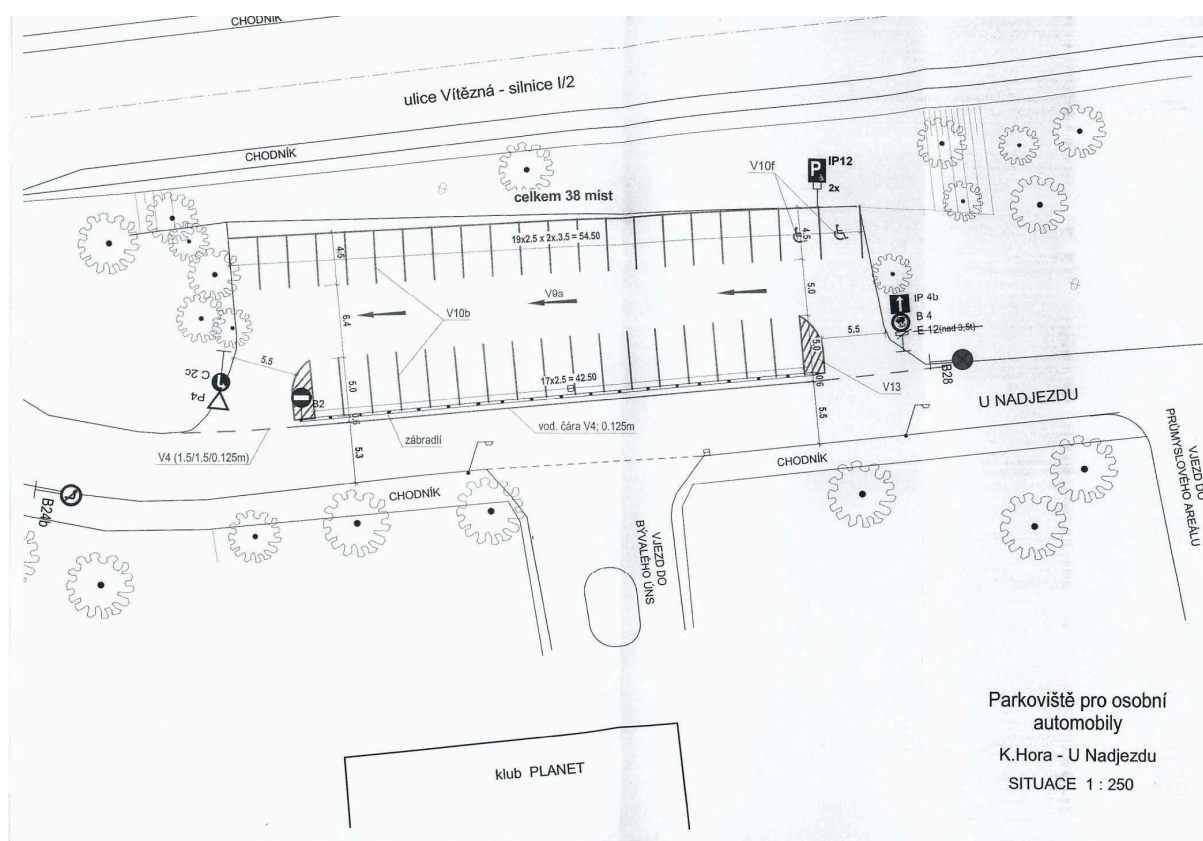 CHODNÍK
ulice Vítězná - silnice I/2
CHODNÍK
V10f
IP12
2x
celkem 38 míst
19x2.5 x 2x.3.5 = 54.50
4.5
4.5
V9a
V10b
5.0
6.4
IP 4b
B 4
E 12(nad 3,5t)
5.5
5.5
5.0
5.0
C 2c
P4
B2
17x2.5 = 42.50
0.6
0.6
V13
B28
U NADJEZDU
zábradlí
vod. čára V4; 0.125m
V4 (1.5/1.5/0.125m)
5.3
5.5
CHODNÍK
CHODNÍK
B24b
VJEZD DO
BÝVALÉHO ÚNS
VJEZD DO
PRŮMYSLOVÉHO AREÁLU
klub PLANET
Parkoviště pro osobní
automobily
K.Hora - U Nadjezdu
SITUACE 1 : 250